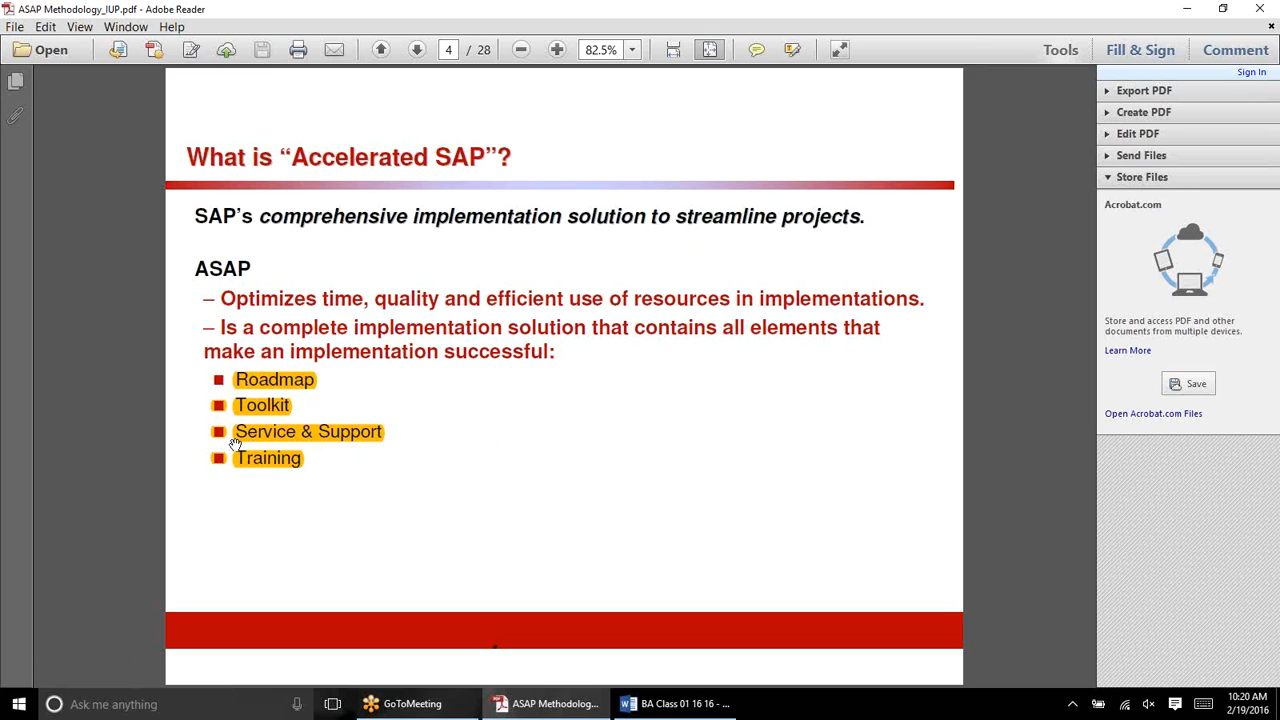 ASAP Methodology_IUP.pdf - Adobe Reader
File Edit View Window Help
Open 4 / 28 82.5% Tools Fill & Sign Comment
Sign In
Export PDF
Create PDF
Edit PDF
Send Files
Store Files
Acrobat.com
Store and access PDF and other
documents from multiple devices.
Learn More
Save
Open Acrobat.com Files
What is “Accelerated SAP”?
SAP’s comprehensive implementation solution to streamline projects.
ASAP
– Optimizes time, quality and efficient use of resources in implementations.
– Is a complete implementation solution that contains all elements that
make an implementation successful:
Roadmap
Toolkit
Service & Support
Training
Ask me anything GoToMeeting ASAP Methodolog... BA Class 01 16 16 - ... 10:20 AM
2/19/2016